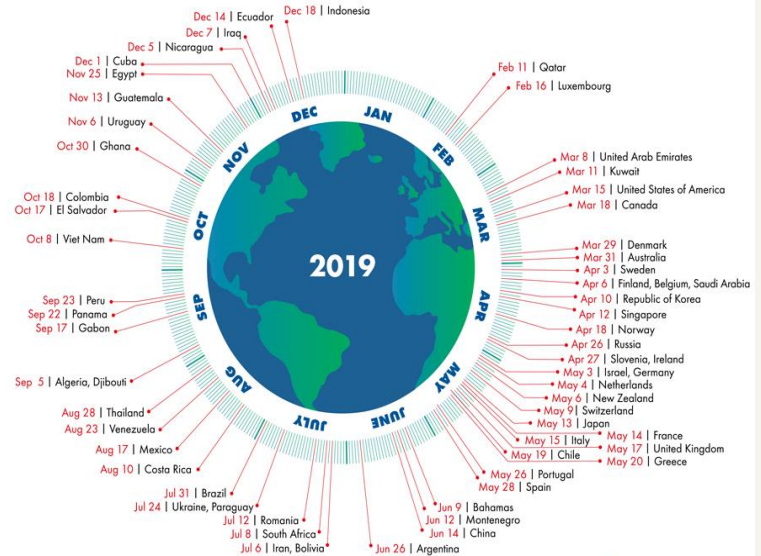 Dec 18 | Indonesia
Dec 14 | Ecuador
Dec 7 | Iraq
Dec 5 | Nicaragua
Dec 1 | Cuba
Nov 25 | Egypt
Nov 13 | Guatemala
Nov 6 | Uruguay
Oct 30 | Ghana
Oct 18 | Colombia
Oct 17 | El Salvador
Oct 8 | Viet Nam
Sep 23 | Peru
Sep 22 | Panama
Sep 17 | Gabon
Sep 5 | Algeria, Djibouti
Aug 28 | Thailand
Aug 23 | Venezuela
Aug 17 | Mexico
Aug 10 | Costa Rica
Jul 31 | Brazil
Jul 24 | Ukraine, Paraguay
Jul 12 | Romania
Jul 8 | South Africa
Jul 6 | Iran, Bolivia
JAN
FEB
MAR
APR
MAY
JUNE
JULY
AUG
SEP
OCT
NOV
DEC
2019
Feb 11 | Qatar
Feb 16 | Luxembourg
Mar 8 | United Arab Emirates
Mar 11 | Kuwait
Mar 15 | United States of America
Mar 18 | Canada
Mar 29 | Denmark
Mar 31 | Australia
Apr 3 | Sweden
Apr 6 | Finland, Belgium, Saudi Arabia
Apr 10 | Republic of Korea
Apr 12 | Singapore
Apr 18 | Norway
Apr 26 | Russia
Apr 27 | Slovenia, Ireland
May 3 | Israel, Germany
May 4 | Netherlands
May 6 | New Zealand
May 9 | Switzerland
May 13 | Japan
May 14 | France
May 15 | Italy
May 17 | United Kingdom
May 19 | Chile
May 20 | Greece
May 26 | Portugal
May 28 | Spain
Jun 9 | Bahamas
Jun 12 | Montenegro
Jun 14 | China
Jun 26 | Argentina